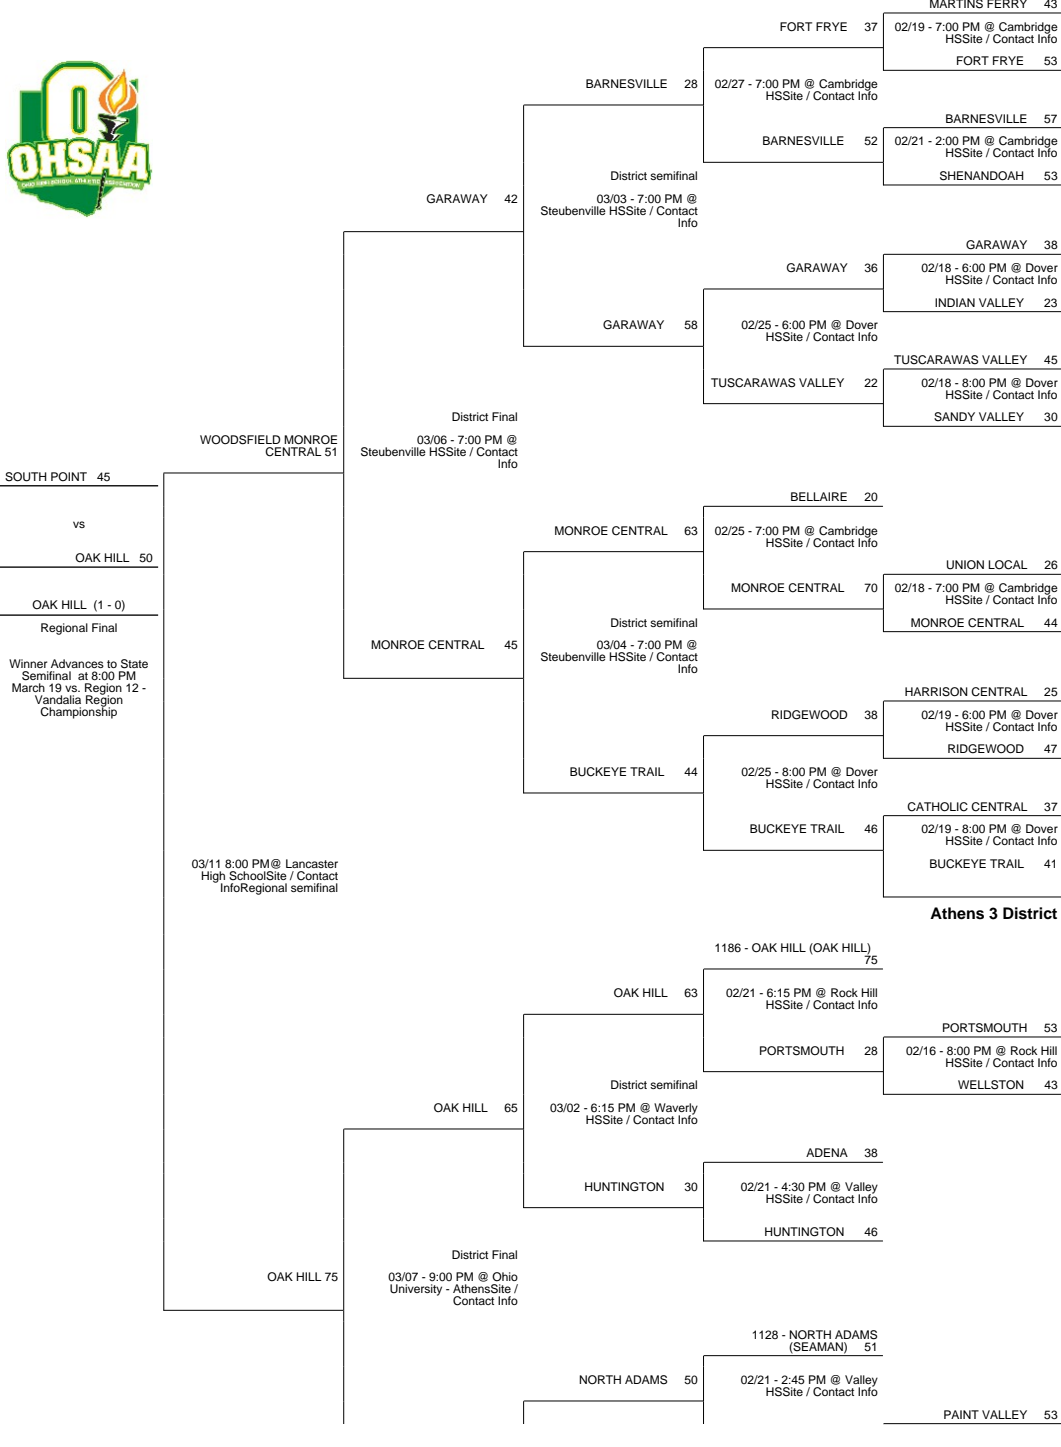 MARTINS FERRY 43
FORT FRYE 37
02/19 - 7:00 PM @ Cambridge
HSSite / Contact Info
FORT FRYE 53
BARNESVILLE 28
02/27 - 7:00 PM @ Cambridge
HSSite / Contact Info
BARNESVILLE 57
BARNESVILLE 52
02/21 - 2:00 PM @ Cambridge
HSSite / Contact Info
SHENANDOAH 53
OHSAA
District semifinal
GARAWAY 42
03/03 - 7:00 PM @
Steubenville HSSite / Contact
Info
GARAWAY 38
GARAWAY 36
02/18 - 6:00 PM @ Dover
HSSite / Contact Info
INDIAN VALLEY 23
GARAWAY 58
02/25 - 6:00 PM @ Dover
HSSite / Contact Info
TUSCARAWAS VALLEY 45
TUSCARAWAS VALLEY 22
02/18 - 8:00 PM @ Dover
HSSite / Contact Info
SANDY VALLEY 30
District Final
WOODSFIELD MONROE
CENTRAL 51
03/06 - 7:00 PM @
Steubenville HSSite / Contact
Info
SOUTH POINT 45
vs
OAK HILL 50
OAK HILL (1 - 0)
Regional Final
Winner Advances to State
Semifinal at 8:00 PM
March 19 vs. Region 12 -
Vandalia Region
Championship
BELLAIRE 20
MONROE CENTRAL 63
02/25 - 7:00 PM @ Cambridge
HSSite / Contact Info
UNION LOCAL 26
MONROE CENTRAL 70
02/18 - 7:00 PM @ Cambridge
HSSite / Contact Info
MONROE CENTRAL 44
District semifinal
MONROE CENTRAL 45
03/04 - 7:00 PM @
Steubenville HSSite / Contact
Info
HARRISON CENTRAL 25
RIDGEWOOD 38
02/19 - 6:00 PM @ Dover
HSSite / Contact Info
RIDGEWOOD 47
BUCKEYE TRAIL 44
02/25 - 8:00 PM @ Dover
HSSite / Contact Info
CATHOLIC CENTRAL 37
BUCKEYE TRAIL 46
02/19 - 8:00 PM @ Dover
HSSite / Contact Info
BUCKEYE TRAIL 41
03/11 8:00 PM@ Lancaster
High SchoolSite / Contact
InfoRegional semifinal
Athens 3 District
1186 - OAK HILL (OAK HILL)
75
OAK HILL 63
02/21 - 6:15 PM @ Rock Hill
HSSite / Contact Info
PORTSMOUTH 53
PORTSMOUTH 28
02/16 - 8:00 PM @ Rock Hill
HSSite / Contact Info
WELLSTON 43
District semifinal
OAK HILL 65
03/02 - 6:15 PM @ Waverly
HSSite / Contact Info
ADENA 38
HUNTINGTON 30
02/21 - 4:30 PM @ Valley
HSSite / Contact Info
HUNTINGTON 46
District Final
OAK HILL 75
03/07 - 9:00 PM @ Ohio
University - AthensSite /
Contact Info
1128 - NORTH ADAMS
(SEAMAN) 51
NORTH ADAMS 50
02/21 - 2:45 PM @ Valley
HSSite / Contact Info
PAINT VALLEY 53